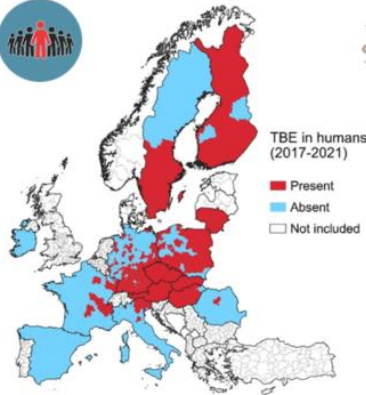 TBE in humans
(2017-2021)
Present
Absent
Not included